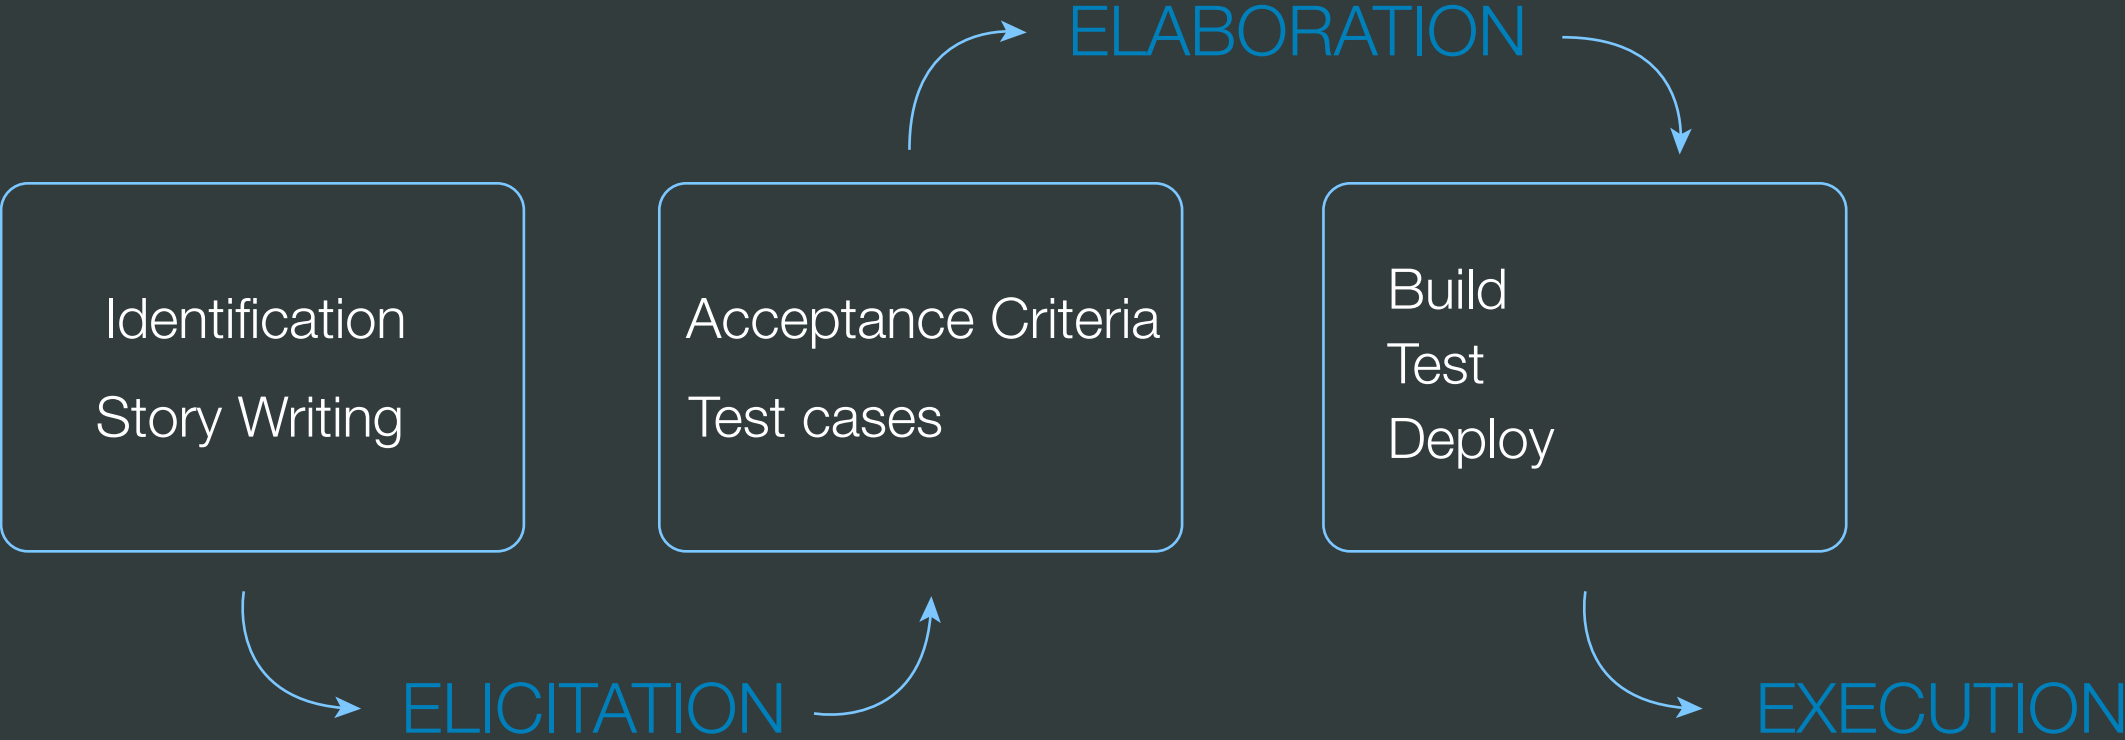 ELABORATION
Identification
Story Writing
Acceptance Criteria
Test cases
Build
Test
Deploy
ELICITATION
EXECUTION